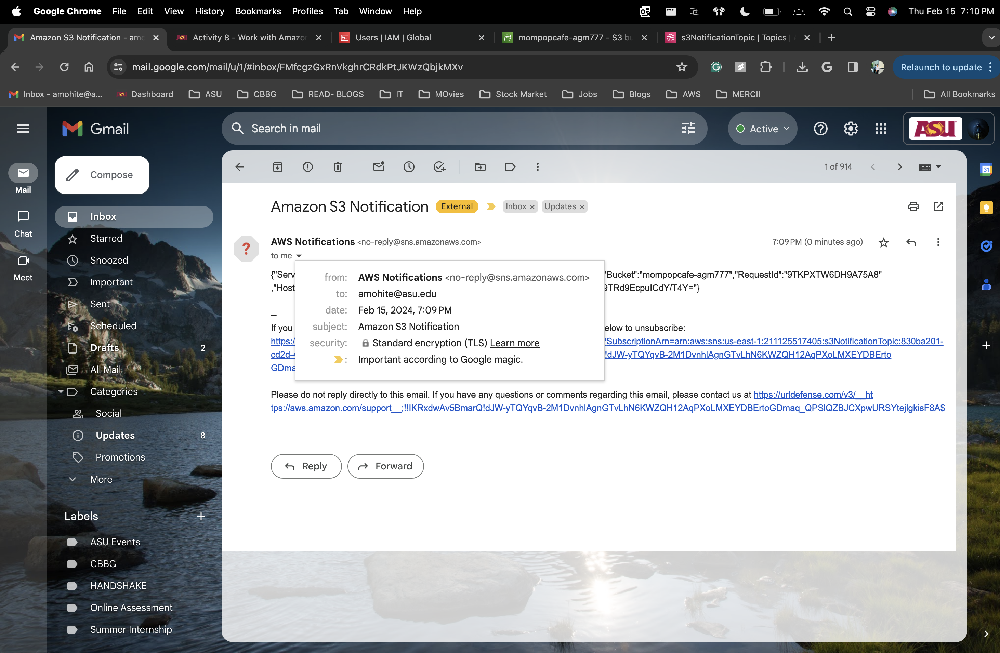 Google Chrome File Edit View History Bookmarks Profiles Tab Window Help Thu Feb 15 7:10 PM
Amazon S3 Notification - amo Activity 8 - Work with Amazon Users | IAM | Global mompopcafe-agm777 - S3 bu s3NotificationTopic | Topics |
mail.google.com/mail/u/1/#inbox/FMfcgzGxRnVkghrCRdkPtJKWzQbjkMXv Relaunch to update
Inbox - amohite@a... Dashboard ASU CBBG READ- BLOGS IT MOvies Stock Market Jobs Blogs AWS MERCII All Bookmarks
Gmail
Search in mail
Active
ASU
Mail
Chat
Meet
Compose
Inbox
Starred
Snoozed
Important
Sent
Scheduled
Drafts 2
All Mail
Categories
Social
Updates 8
Promotions
More
Labels
ASU Events
CBBG
HANDSHAKE
Online Assessment
Summer Internship
1 of 914
31
Amazon S3 Notification External Inbox Updates
AWS Notifications <no-reply@sns.amazonaws.com> 7:09 PM (0 minutes ago)
to me
{"Serv "Bucket":"mompopcafe-agm777","RequestId":"9TKPXTW6DH9A75A8"
,"Host 9TRd9EcpuICdY/T4Y="}
--
If you elow to unsubscribe:
https:/ ?SubscriptionArn=arn:aws:sns:us-east-1:211125517405:s3NotificationTopic:830ba201-
cd2d-4 !dJW-yTQYqvB-2M1DvnhlAgnGTvLhN6KWZQH12AqPXoLMXEYDBErto
GDma
from: AWS Notifications <no-reply@sns.amazonaws.com>
to: amohite@asu.edu
date: Feb 15, 2024, 7:09 PM
subject: Amazon S3 Notification
security: Standard encryption (TLS) Learn more
: Important according to Google magic.
Please do not reply directly to this email. If you have any questions or comments regarding this email, please contact us at https://urldefense.com/v3/__ht
tps://aws.amazon.com/support__;!!IKRxdwAv5BmarQ!dJW-yTQYqvB-2M1DvnhlAgnGTvLhN6KWZQH12AqPXoLMXEYDBErtoGDmaq_QPSlQZBJCXpwURSYtejlgkisF8A$
Reply
Forward